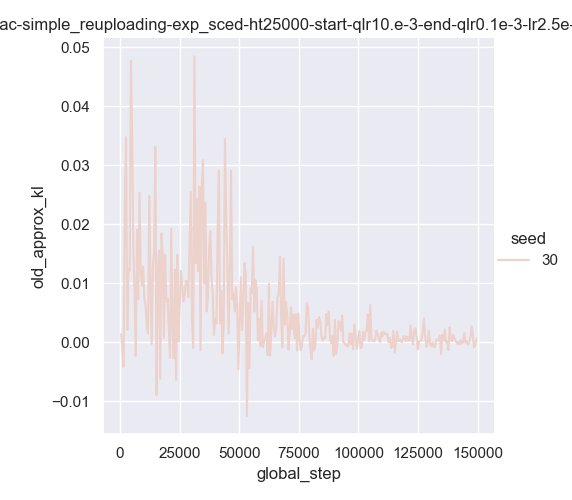 ac-simple_reuploading-exp_sced-ht25000-start-qlr10.e-3-end-qlr0.1e-3-lr2.5e-
0.05
0.04
0.03
0.02
0.01
0.00
−0.01
old_approx_kl
0 25000 50000 75000 100000 125000 150000
global_step
seed
30